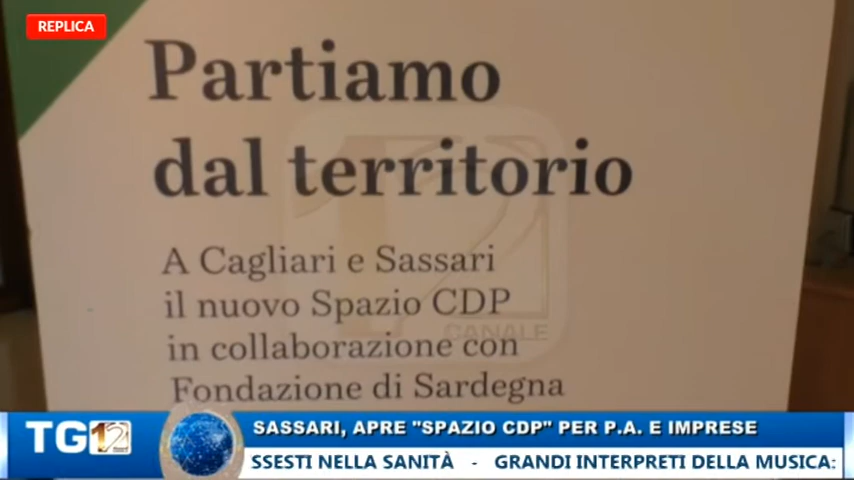 REPLICA
Partiamo
dal territorio
A Cagliari e Sassari
il nuovo Spazio CDP
in collaborazione con
Fondazione di Sardegna
12
CANALE
TG12
SASSARI, APRE "SPAZIO CDP" PER P.A. E IMPRESE
SSESTI NELLA SANITÀ - GRANDI INTERPRETI DELLA MUSICA: